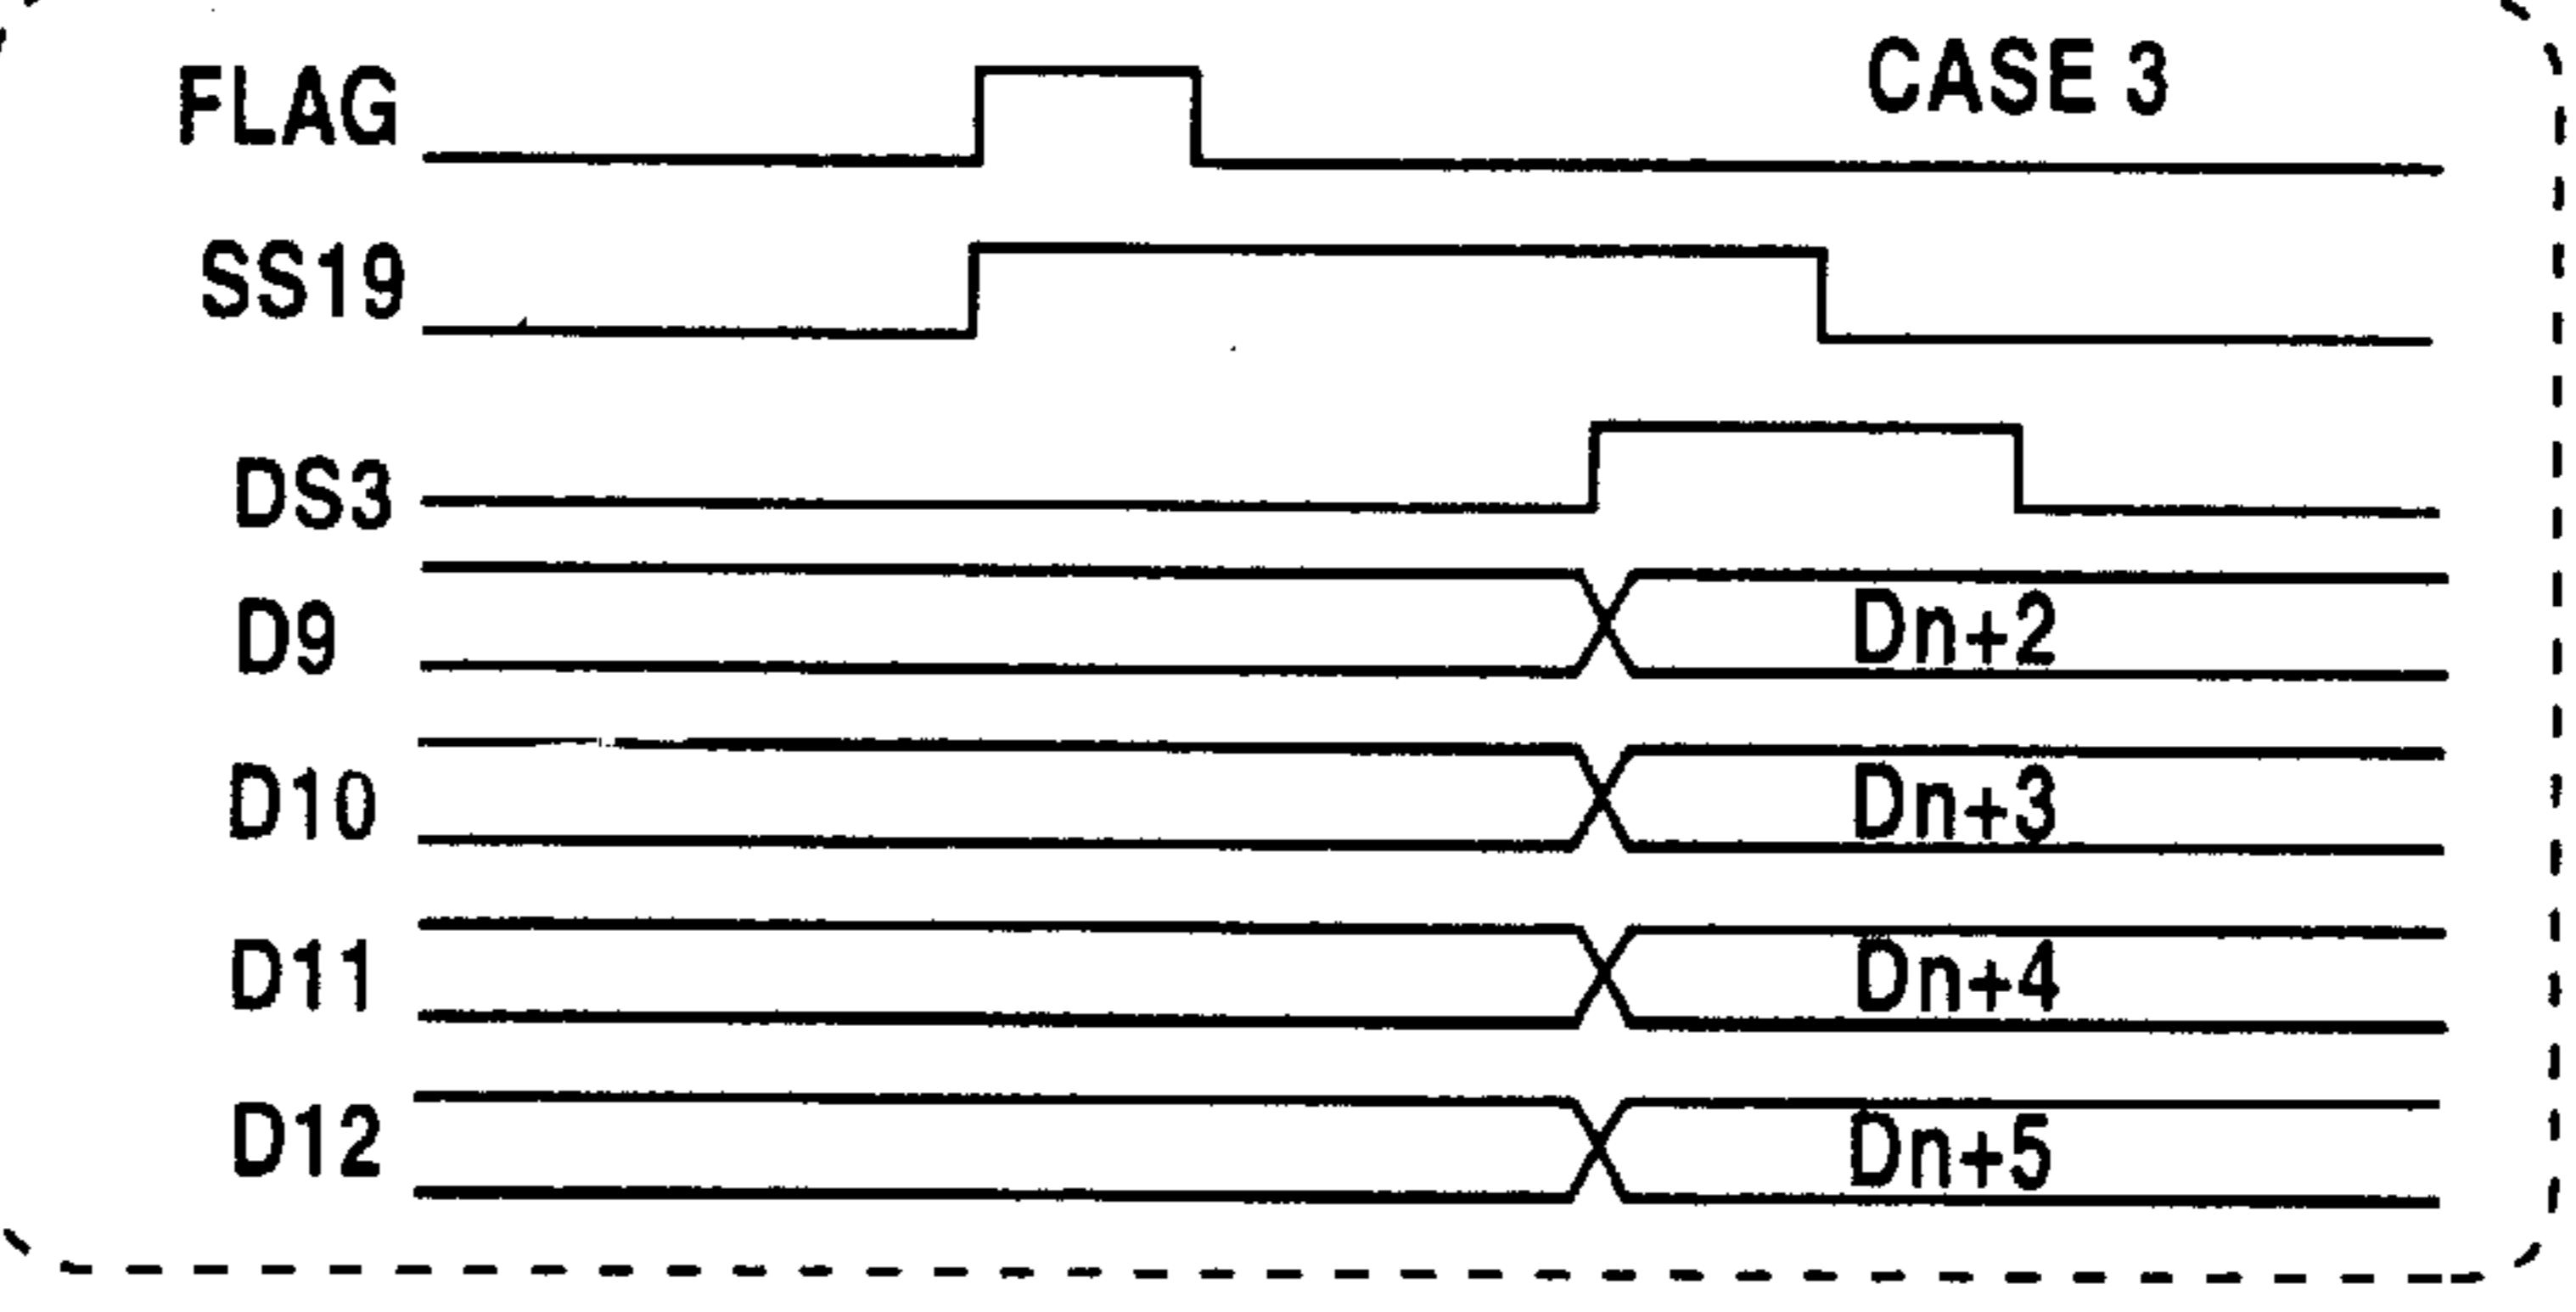 FLAG
CASE 3
SS19
DS3
D9
Dn+2
D10
Dn+3
D11
Dn+4
D12
Dn+5